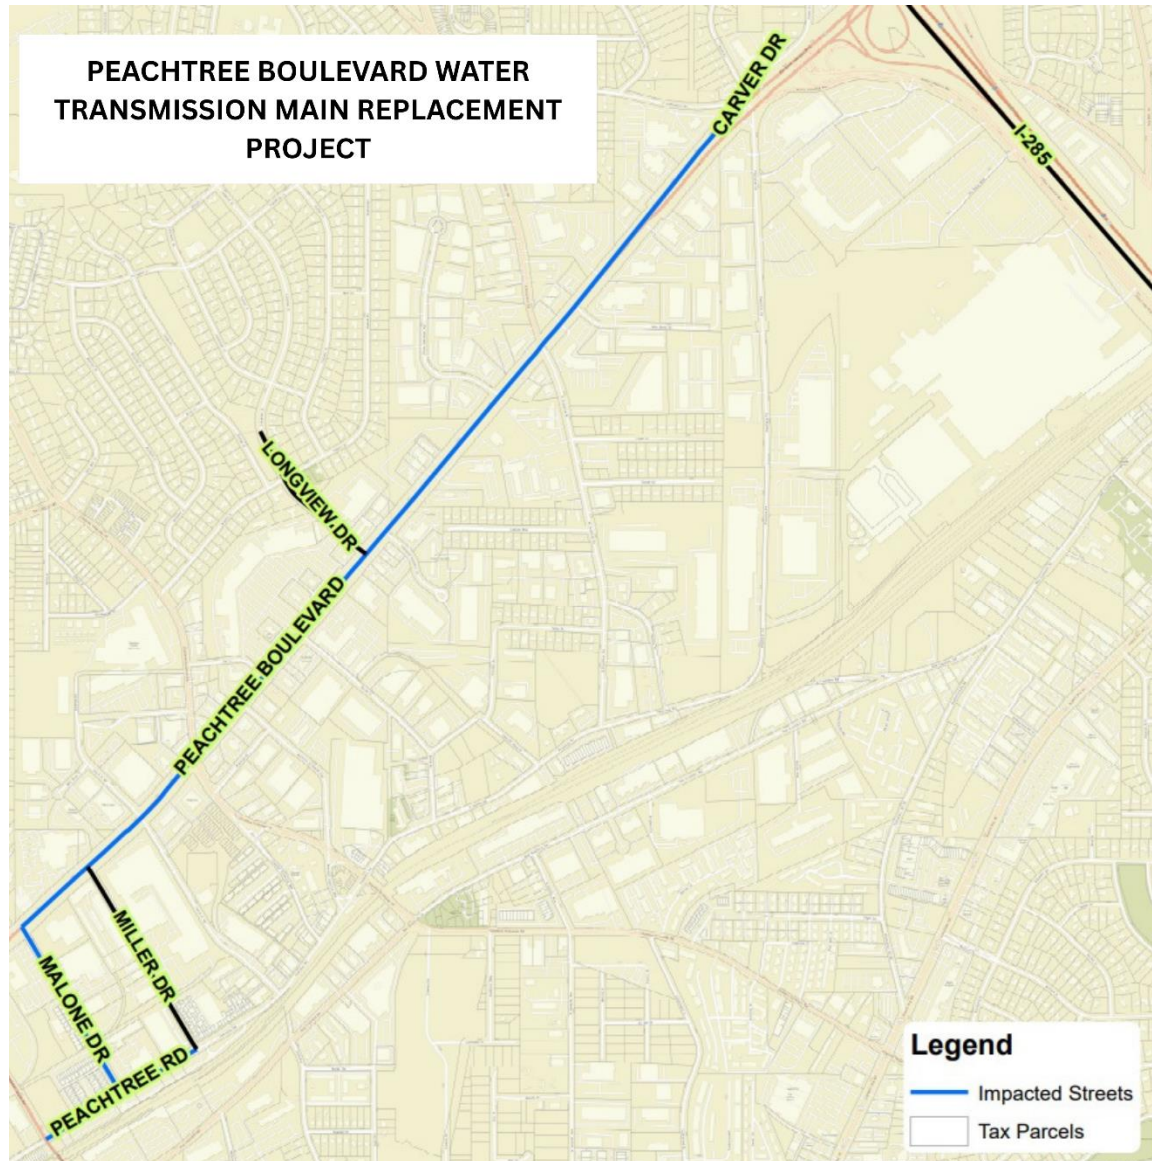 PEACHTREE BOULEVARD WATER
TRANSMISSION MAIN REPLACEMENT
PROJECT
CARVER DR
I-285
LONGVIEW DR
PEACHTREE BOULEVARD
MILLER DR
MALONE DR
PEACHTREE RD
Legend
Impacted Streets
Tax Parcels